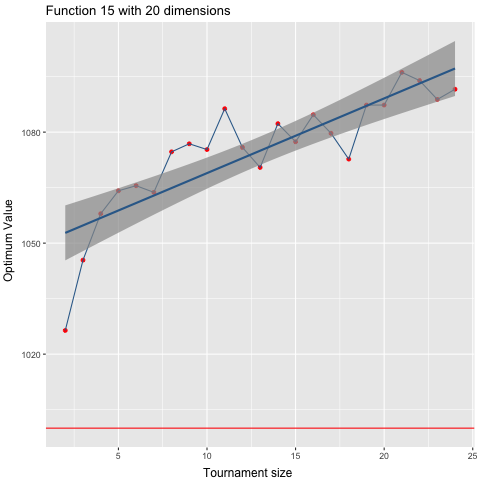 Function 15 with 20 dimensions
Optimum Value
1080
1050
1020
5 10 15 20 25
Tournament size